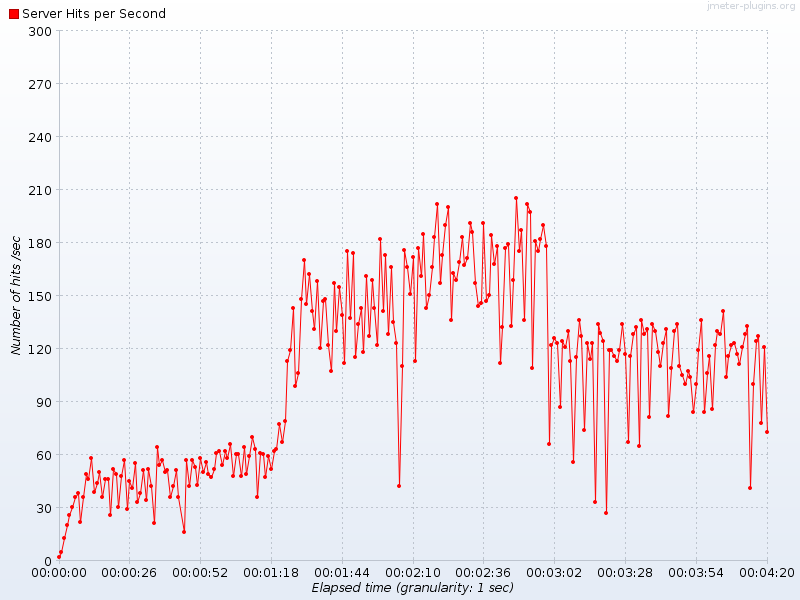 jmeter-plugins.org
Server Hits per Second
300
270
240
210
180
150
120
90
60
30
0
Number of hits /sec
00:00:00 00:00:26 00:00:52 00:01:18 00:01:44 00:02:10 00:02:36 00:03:02 00:03:28 00:03:54 00:04:20
Elapsed time (granularity: 1 sec)